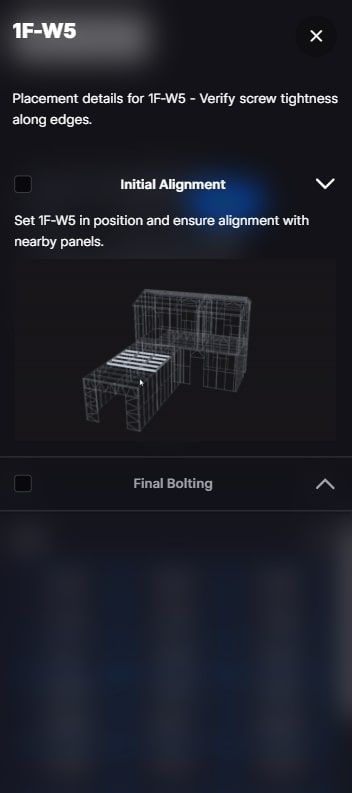 1F-W5
Placement details for 1F-W5 - Verify screw tightness
along edges.
Initial Alignment
Set 1F-W5 in position and ensure alignment with
nearby panels.
Final Bolting